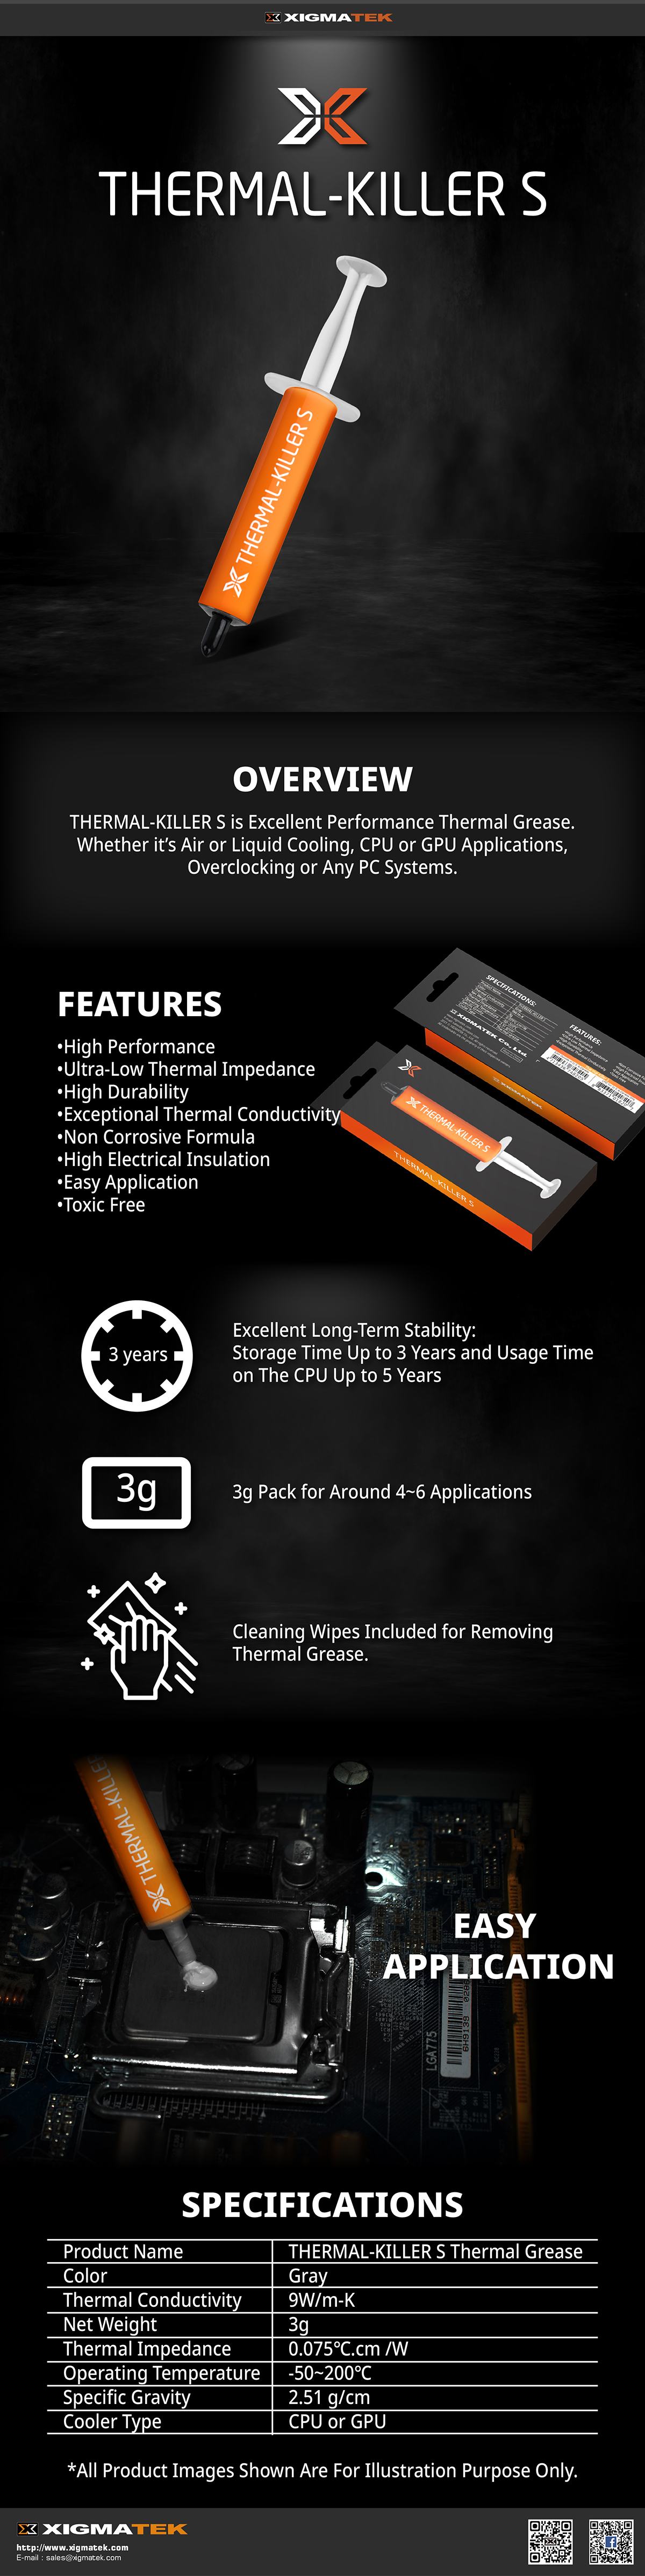 XIGMATEK
THERMAL-KILLER S
THERMAL-KILLER S
OVERVIEW
THERMAL-KILLER S is Excellent Performance Thermal Grease.
Whether it's Air or Liquid Cooling, CPU or GPU Applications,
Overclocking or Any PC Systems.
FEATURES
•High Performance
•Ultra-Low Thermal Impedance
•High Durability
•Exceptional Thermal Conductivity
•Non Corrosive Formula
•High Electrical Insulation
•Easy Application
•Toxic Free
SPECIFICATIONS:
XIGMATEK Co., Ltd.
FEATURES:
XIGMATEK
THERMAL-KILLER S
THERMAL-KILLER S
3 years
Excellent Long-Term Stability:
Storage Time Up to 3 Years and Usage Time
on The CPU Up to 5 Years
3g
3g Pack for Around 4~6 Applications
Cleaning Wipes Included for Removing
Thermal Grease.
THERMAL-KILLE
EASY
APPLICATION
LGA775
6H9139
SPECIFICATIONS
Product Name THERMAL-KILLER S Thermal Grease
Color Gray
Thermal Conductivity 9W/m-K
Net Weight 3g
Thermal Impedance 0.075℃.cm /W
Operating Temperature -50~200℃
Specific Gravity 2.51 g/cm
Cooler Type CPU or GPU
*All Product Images Shown Are For Illustration Purpose Only.
XIGMATEK
http://www.xigmatek.com
E-mail : sales@xigmatek.com